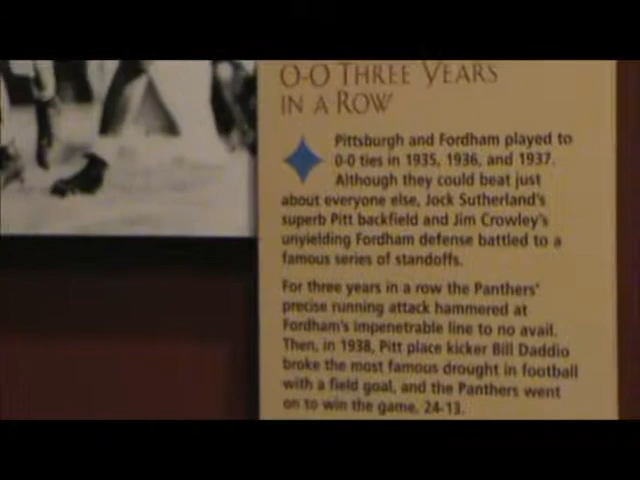 0-0 THREE YEARS
IN A ROW
Pittsburgh and Fordham played to
0-0 ties in 1935, 1936, and 1937.
Although they could beat just
about everyone else, Jock Sutherland's
superb Pitt backfield and Jim Crowley's
unyielding Fordham defense battled to a
famous series of standoffs.
For three years in a row the Panthers'
precise running attack hammered at
Fordham's impenetrable line to no avail.
Then, in 1938, Pitt place kicker Bill Daddio
broke the most famous drought in football
with a field goal, and the Panthers went
on to win the game, 24-13.